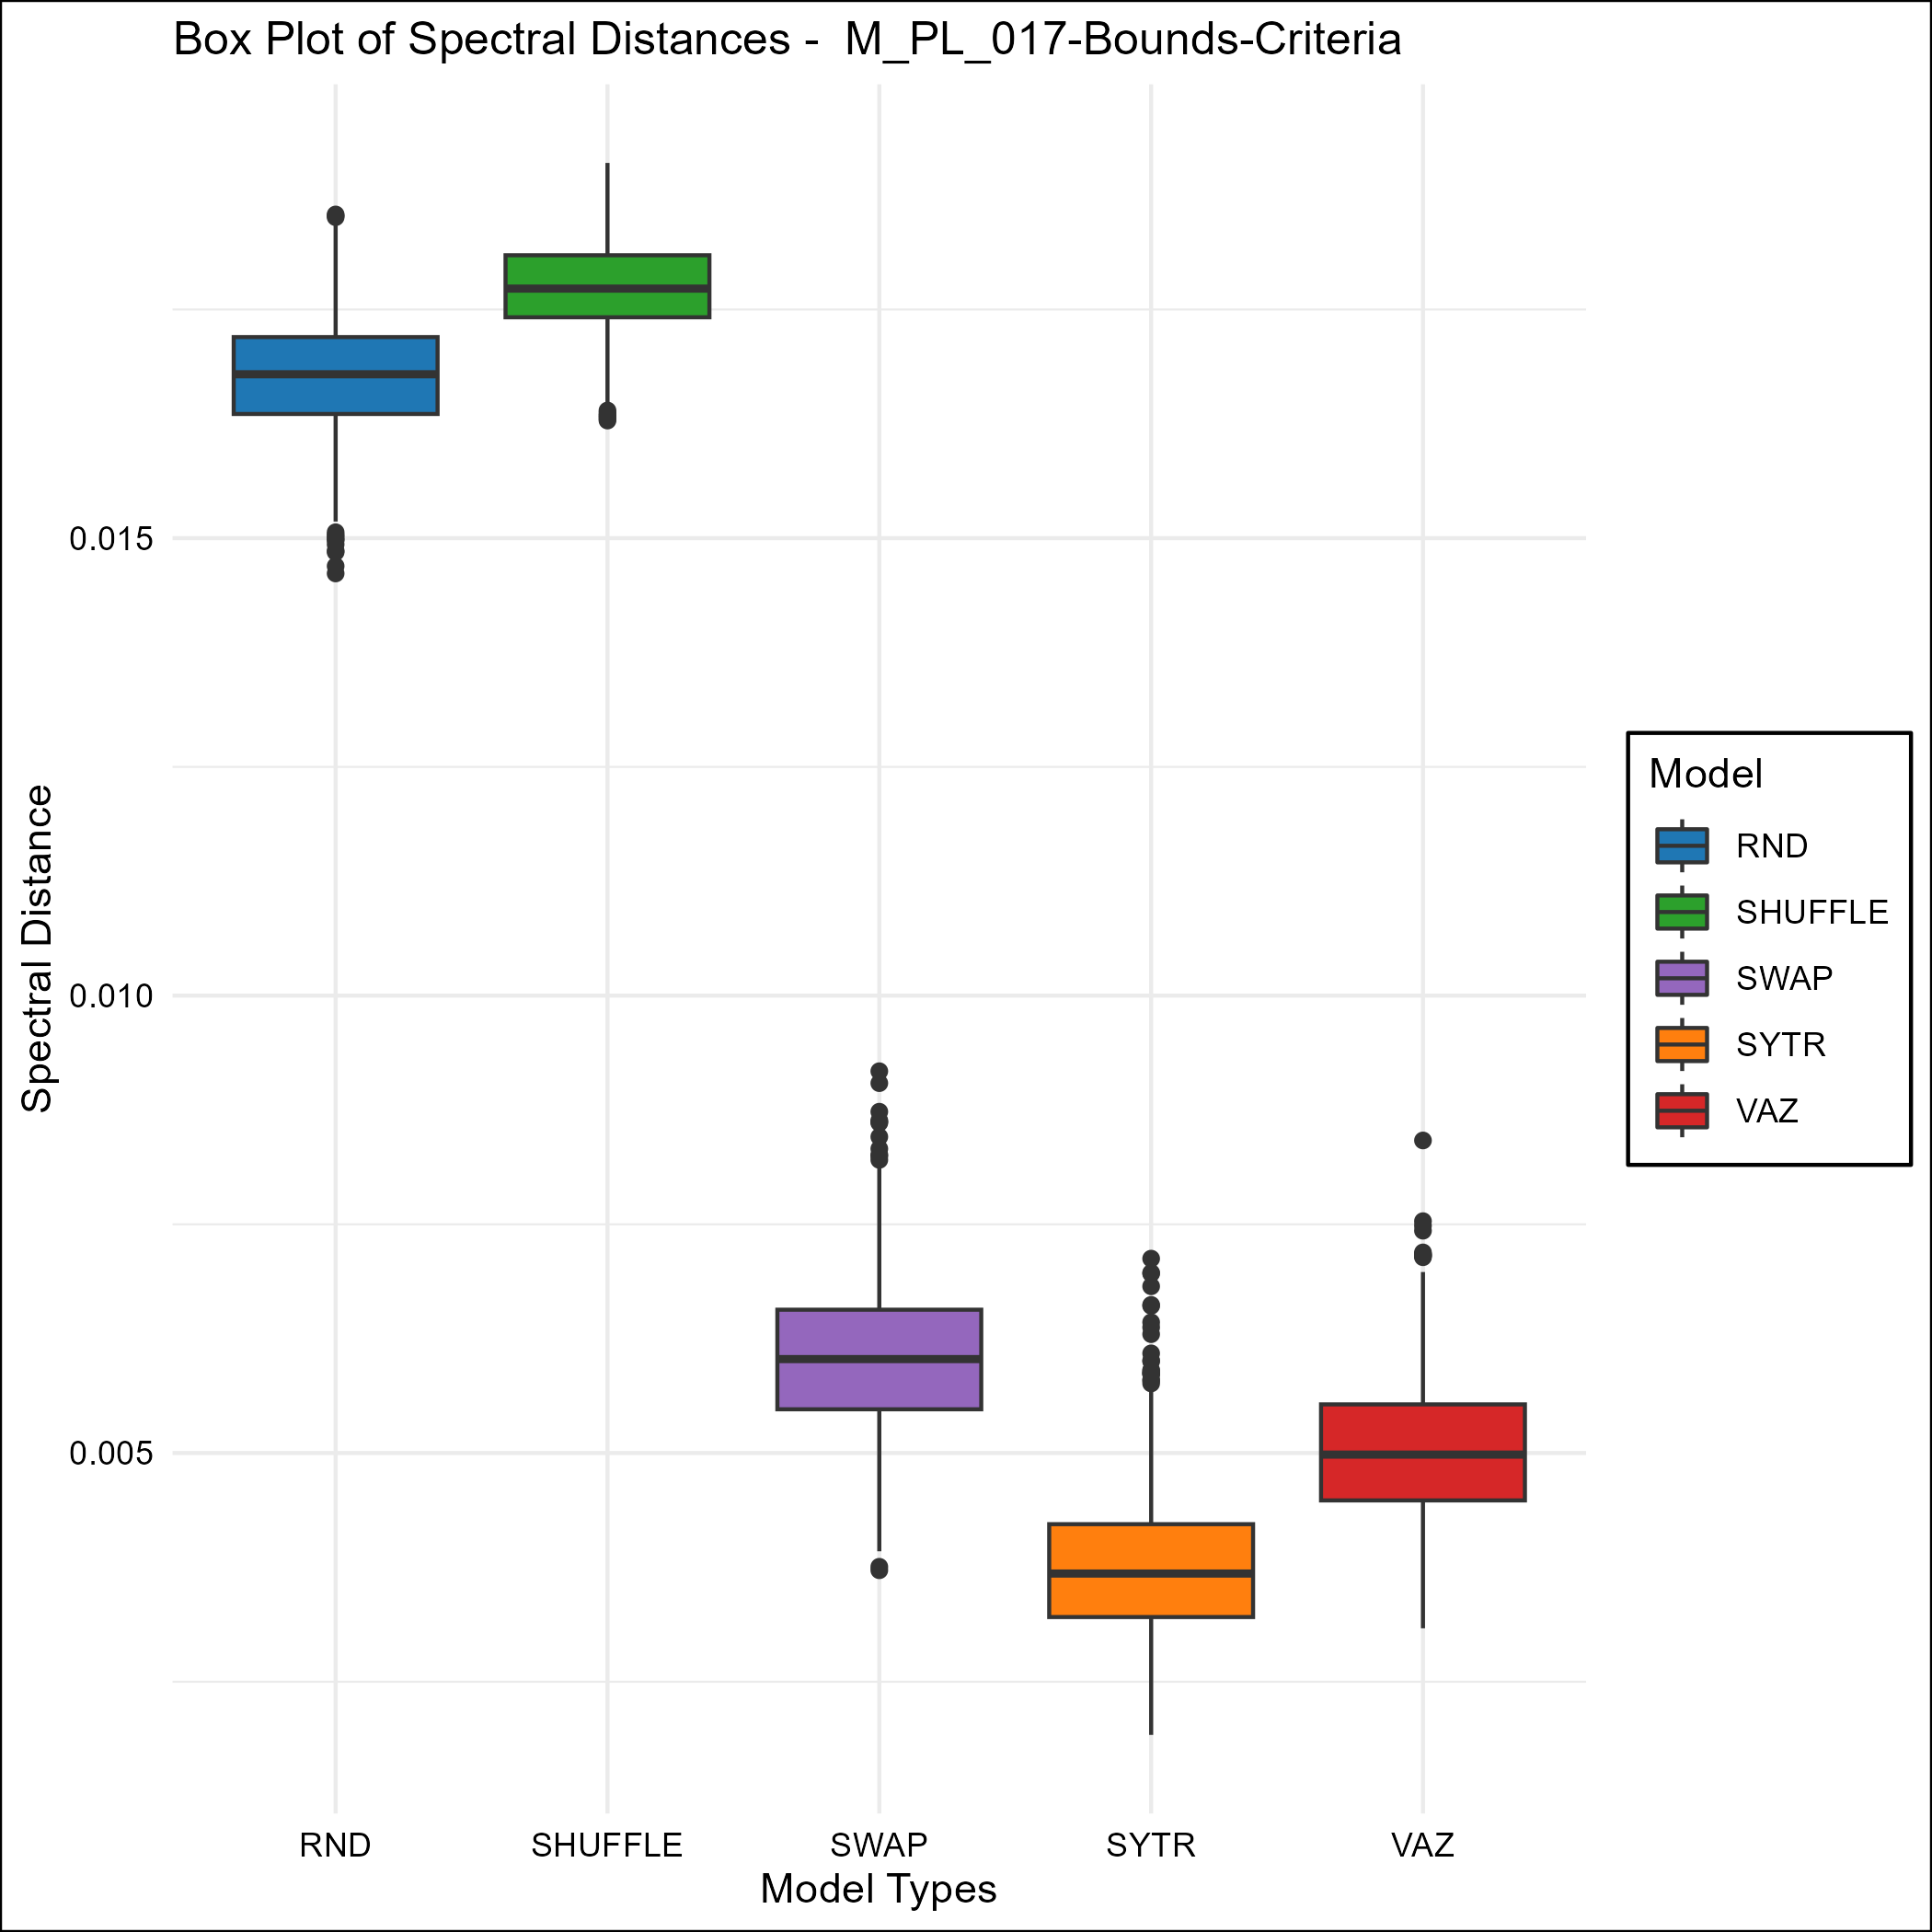 Box Plot of Spectral Distances -  M_PL_017-Bounds-Criteria
0.015
0.010
0.005
Spectral Distance
RND
SHUFFLE
SWAP
SYTR
VAZ
Model Types
Model
RND
SHUFFLE
SWAP
SYTR
VAZ